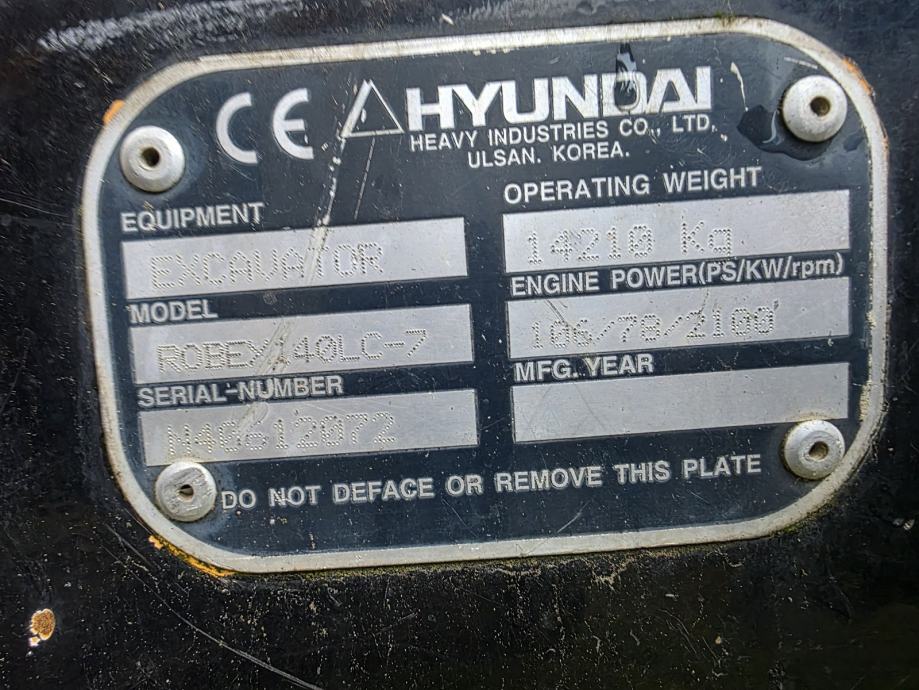 CE HYUNDAI
HEAVY INDUSTRIES CO., LTD.
ULSAN. KOREA.
EQUIPMENT
EXCAVATOR
MODEL
ROBEX140LC-7
SERIAL-NUMBER
N40612072
OPERATING WEIGHT
14210 Kg
ENGINE POWER(PS/KW/rpm)
106/78/2100
MFG. YEAR
DO NOT DEFACE OR REMOVE THIS PLATE